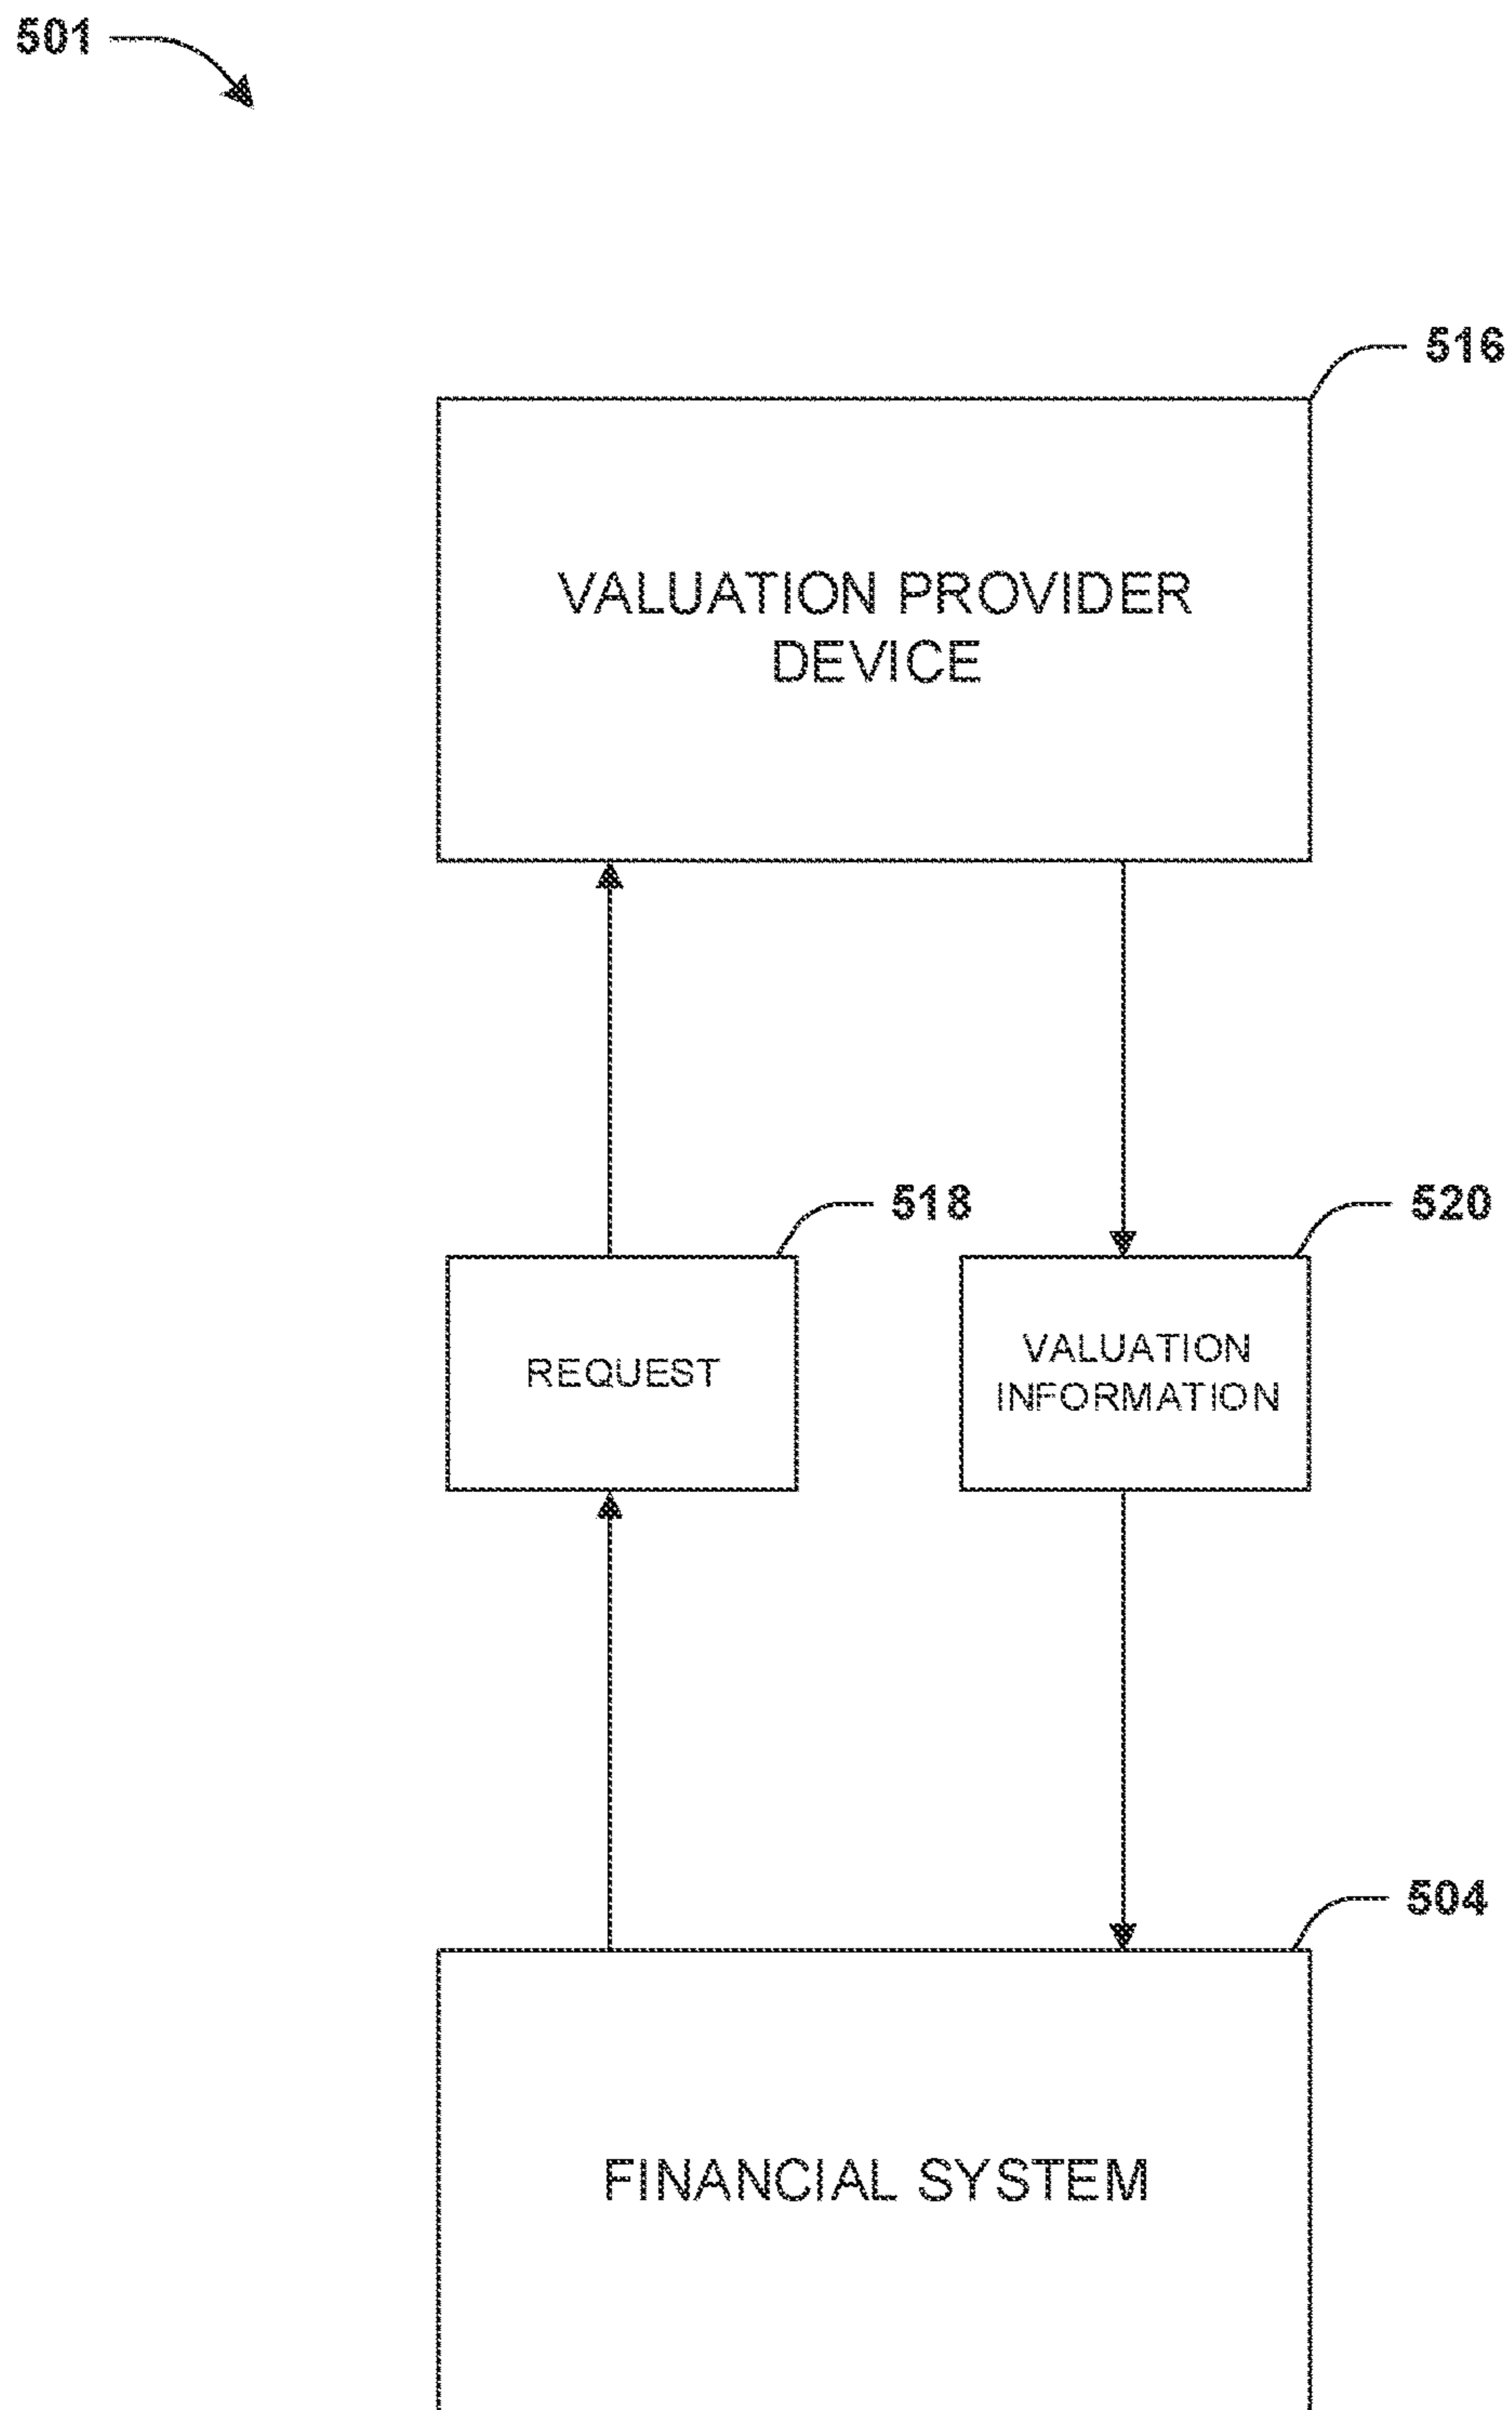 501
516
VALUATION PROVIDER
DEVICE
518
520
REQUEST
VALUATION
INFORMATION
504
FINANCIAL SYSTEM